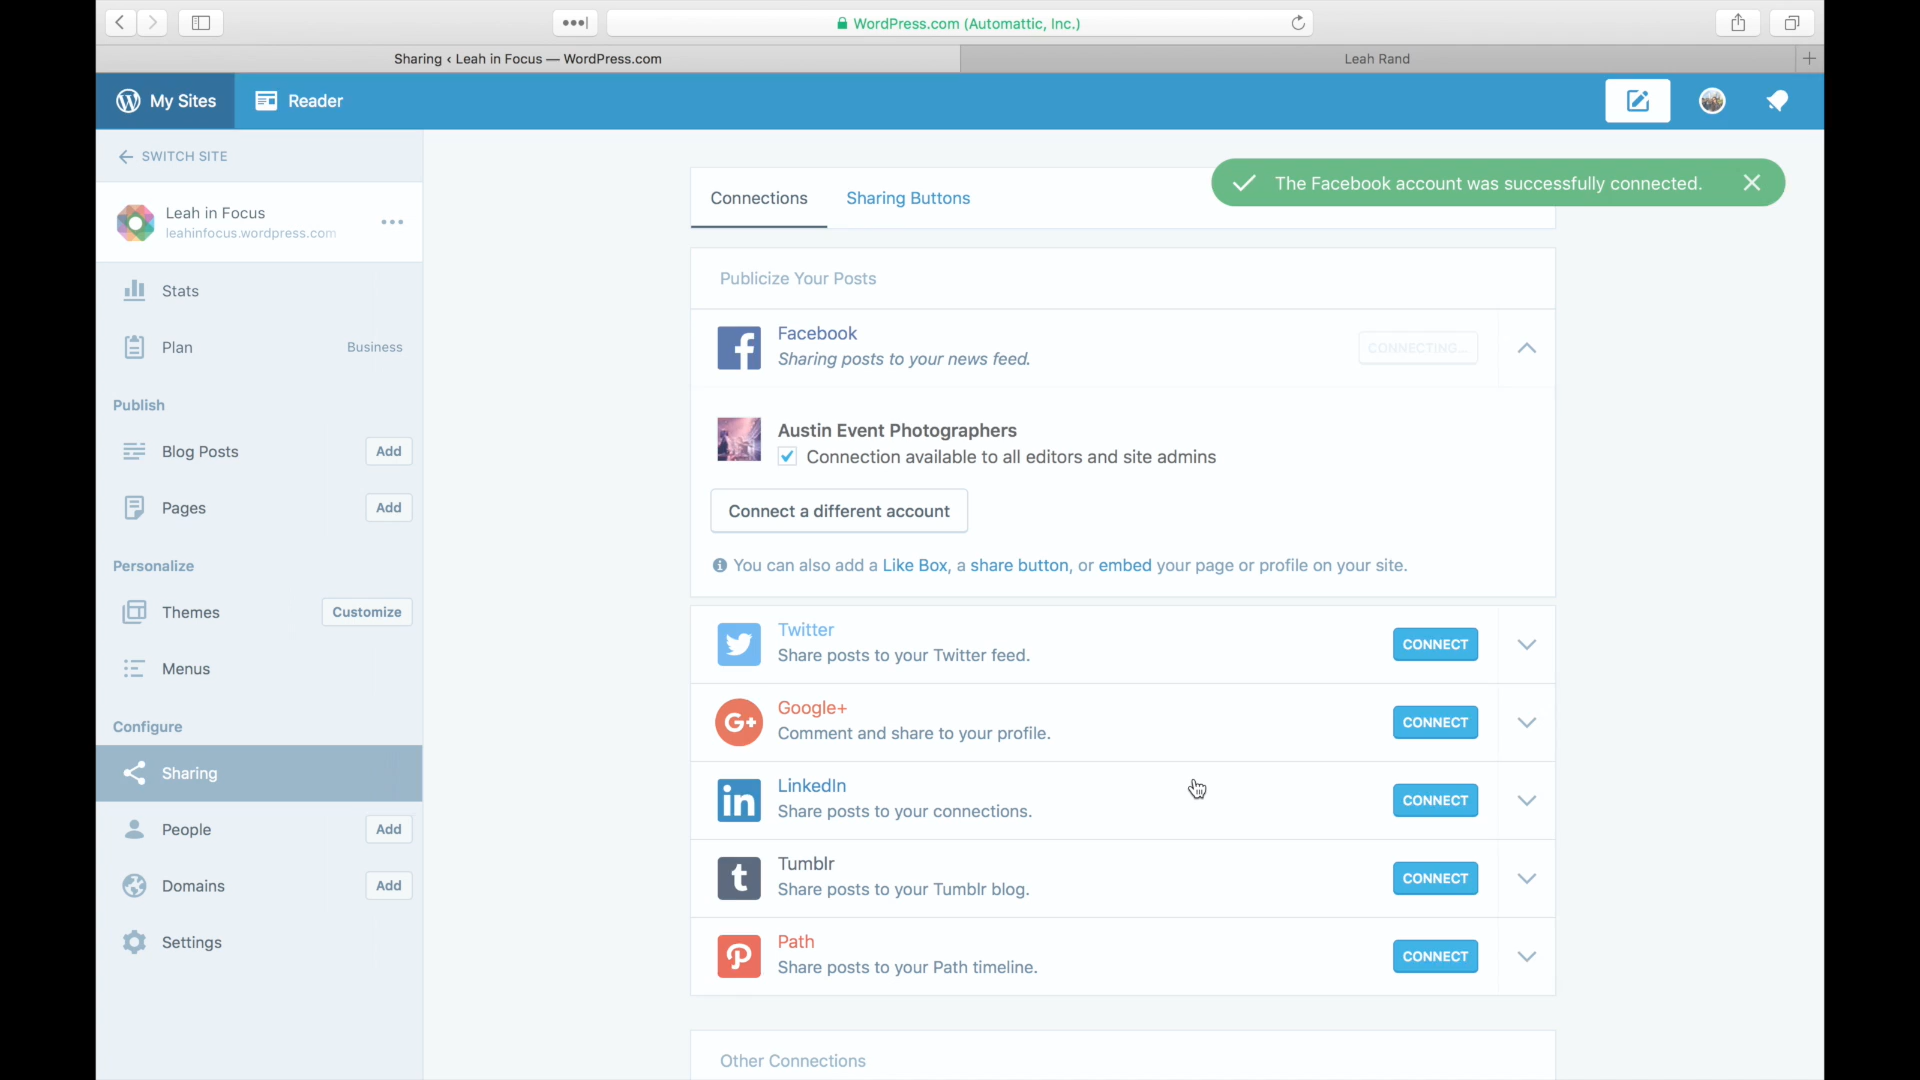 WordPress.com (Automattic, Inc.)
Sharing ‹ Leah in Focus — WordPress.com
Leah Rand
My Sites
Reader
SWITCH SITE
Leah in Focus
leahinfocus.wordpress.com
Stats
Plan
Business
Publish
Blog Posts
Add
Pages
Add
Personalize
Themes
Customize
Menus
Configure
Sharing
People
Add
Domains
Add
Settings
Connections
Sharing Buttons
The Facebook account was successfully connected.
Publicize Your Posts
Facebook
Sharing posts to your news feed.
CONNECTING...
Austin Event Photographers
Connection available to all editors and site admins
Connect a different account
You can also add a Like Box, a share button, or embed your page or profile on your site.
Twitter
Share posts to your Twitter feed.
CONNECT
G+
Google+
Comment and share to your profile.
CONNECT
in
LinkedIn
Share posts to your connections.
CONNECT
t
Tumblr
Share posts to your Tumblr blog.
CONNECT
Path
Share posts to your Path timeline.
CONNECT
Other Connections